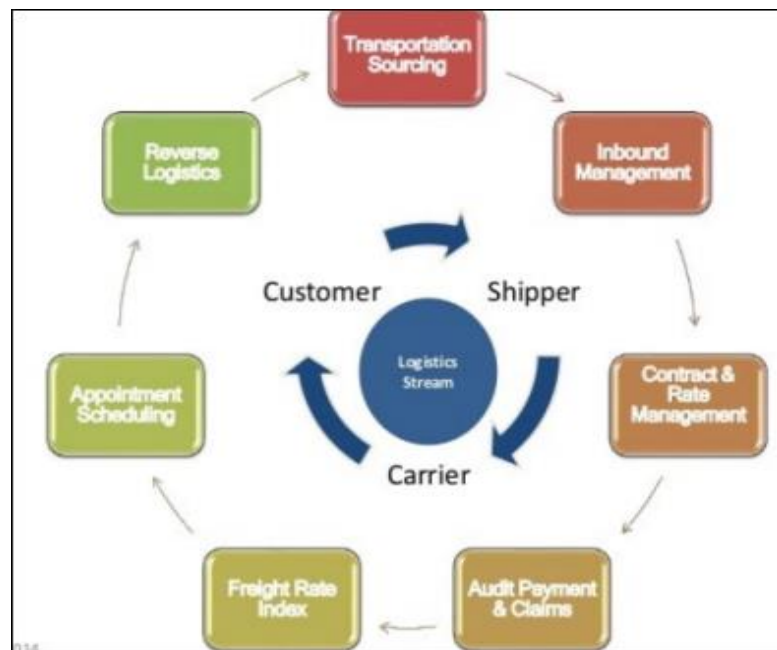 Transportation
Sourcing
Reverse
Logistics
Inbound
Management
Customer
Shipper
Logistics
Stream
Appointment
Scheduling
Contract &
Rate
Management
Carrier
Freight Rate
Index
Audit Payment
& Claims